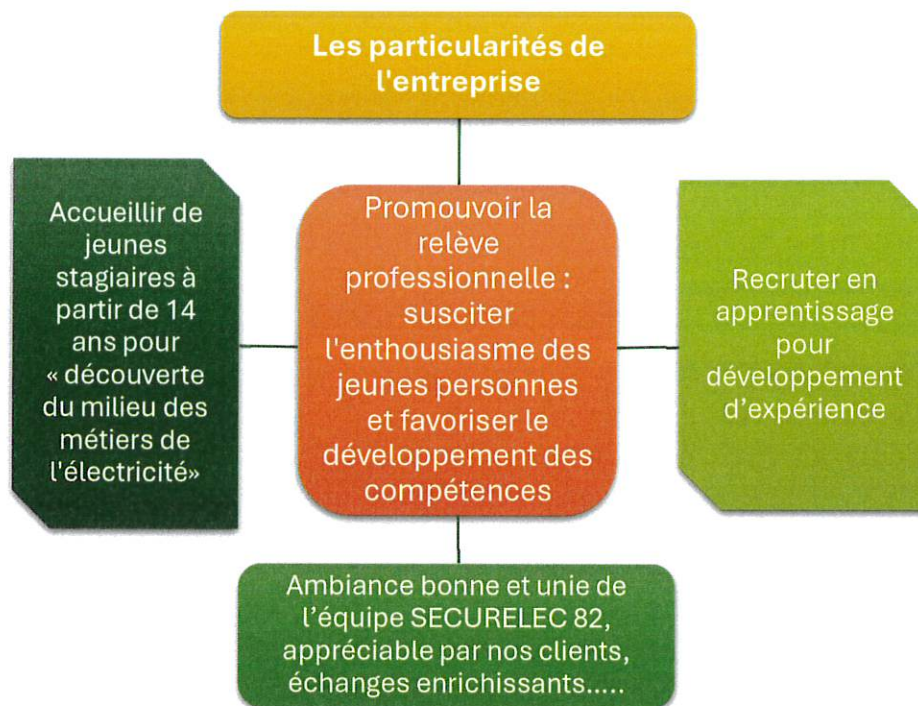 Les particularités de
l'entreprise
Accueillir de
jeunes
stagiaires à
partir de 14
ans pour
« découverte
du milieu des
métiers de
l'électricité»
Promouvoir la
relève
professionnelle :
susciter
l'enthousiasme des
jeunes personnes
et favoriser le
développement des
compétences
Recruter en
apprentissage
pour
développement
d’expérience
Ambiance bonne et unie de
l’équipe SECURELEC 82,
appréciable par nos clients,
échanges enrichissants.....